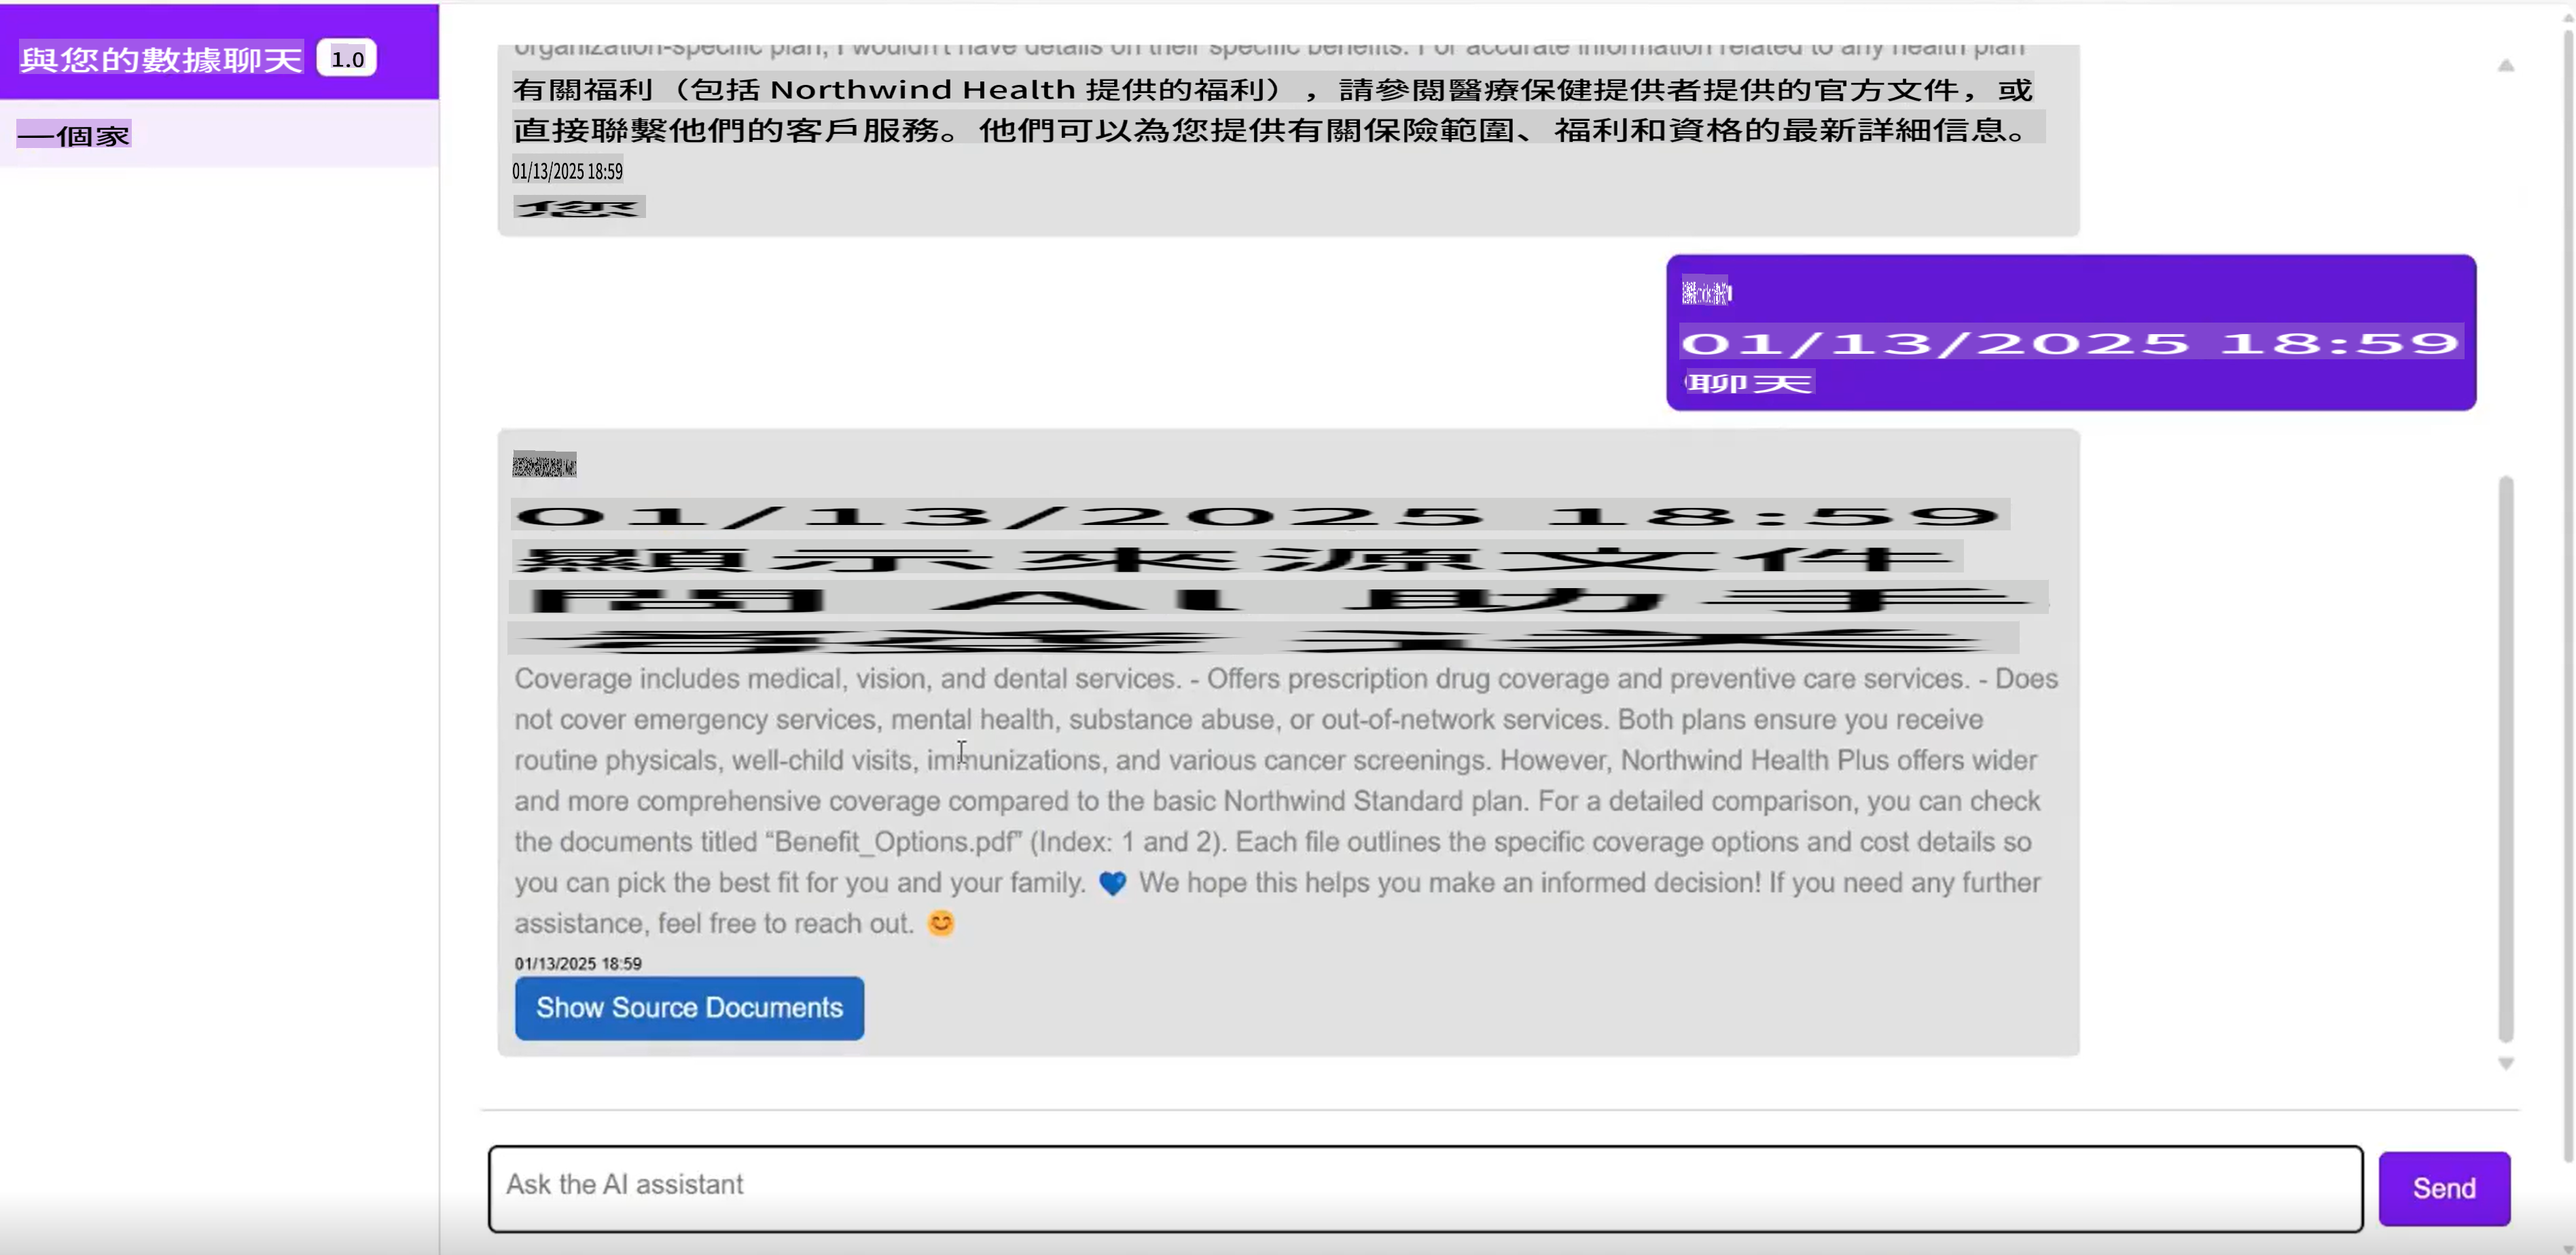 與您的數據聊天 1.0
一個家
organization-specific plan, I wouldn't have details on their specific benefits. For accurate information related to any health plan
有關福利（包括 Northwind Health 提供的福利），請參閱醫療保健提供者提供的官方文件，或
直接聯繫他們的客戶服務。他們可以為您提供有關保險範圍、福利和資格的最新詳細信息。
01/13/2025 18:59
您
01/13/2025 18:59
聊天
01/13/2025 18:59
顯示來源文件
問 AI 助手
Coverage includes medical, vision, and dental services. - Offers prescription drug coverage and preventive care services. - Does
not cover emergency services, mental health, substance abuse, or out-of-network services. Both plans ensure you receive
routine physicals, well-child visits, immunizations, and various cancer screenings. However, Northwind Health Plus offers wider
and more comprehensive coverage compared to the basic Northwind Standard plan. For a detailed comparison, you can check
the documents titled “Benefit_Options.pdf” (Index: 1 and 2). Each file outlines the specific coverage options and cost details so
you can pick the best fit for you and your family. 💙 We hope this helps you make an informed decision! If you need any further
assistance, feel free to reach out. 😊
01/13/2025 18:59
Show Source Documents
Ask the AI assistant
Send